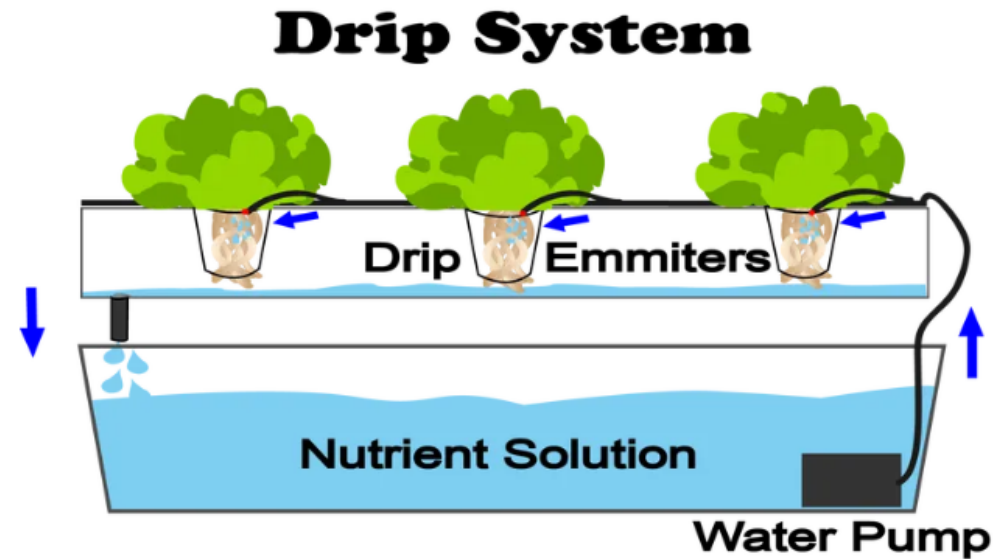 Drip System
Drip Emmiters
Nutrient Solution
Water Pump